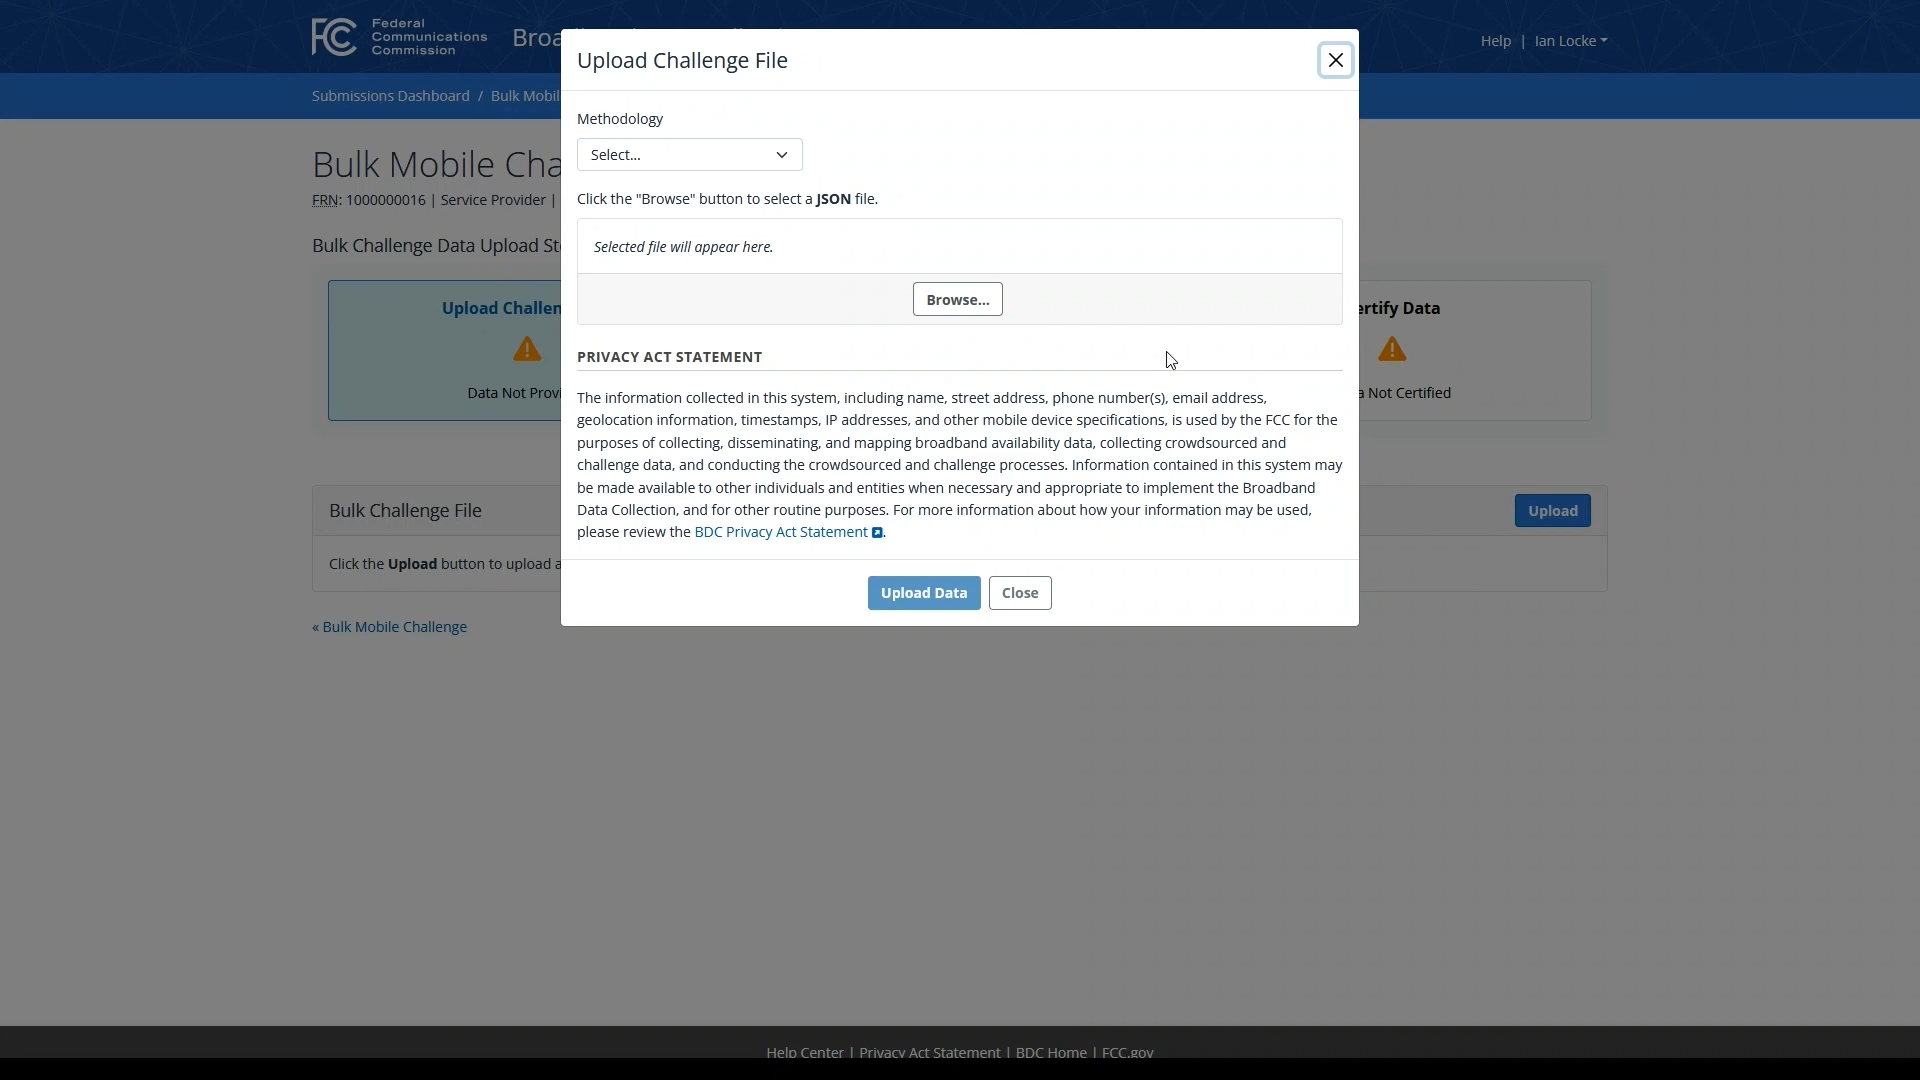 Federal
Communications
Commission
Help | Ian Locke
Submissions Dashboard /
Upload Challenge File
Methodology
Select...
Click the "Browse" button to select a JSON file.
Selected file will appear here.
Browse...
PRIVACY ACT STATEMENT
The information collected in this system, including name, street address, phone number(s), email address,
geolocation information, timestamps, IP addresses, and other mobile device specifications, is used by the FCC for the
purposes of collecting, disseminating, and mapping broadband availability data, collecting crowdsourced and
challenge data, and conducting the crowdsourced and challenge processes. Information contained in this system may
be made available to other individuals and entities when necessary and appropriate to implement the Broadband
Data Collection, and for other routine purposes. For more information about how your information may be used,
please review the BDC Privacy Act Statement.
Upload Data Close
Bulk Mobile
FRN: 1000000016 | Service Provider |
Bulk Challenge Data Upload
Upload
Data Not
Data
Not Certified
Bulk Challenge File
Upload
Click the Upload button to upload a
« Bulk Mobile Challenge
Help Center | Privacy Act Statement | BDC Home | FCC.gov